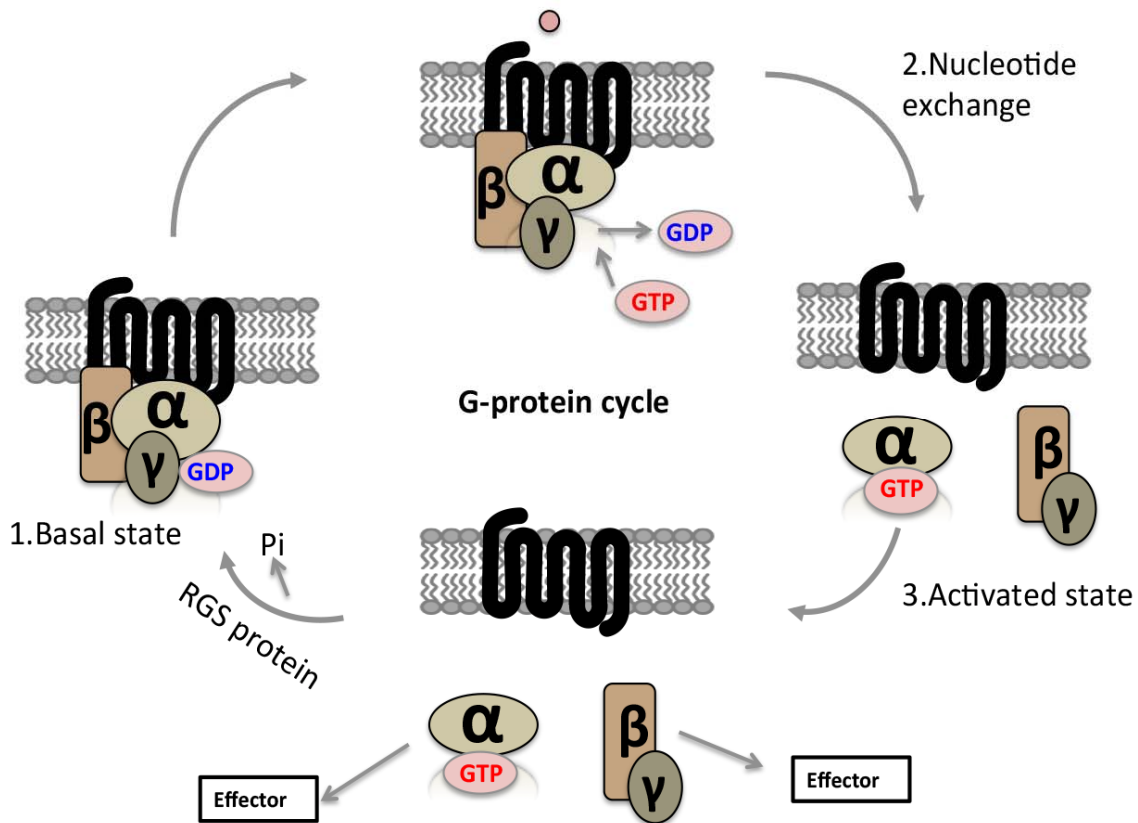 2.Nucleotide
exchange
α
β
γ
GDP
GTP
α
β
γ
GDP
1.Basal state
G-protein cycle
α
GTP
β
γ
3.Activated state
Pi
RGS protein
α
GTP
β
γ
Effector
Effector